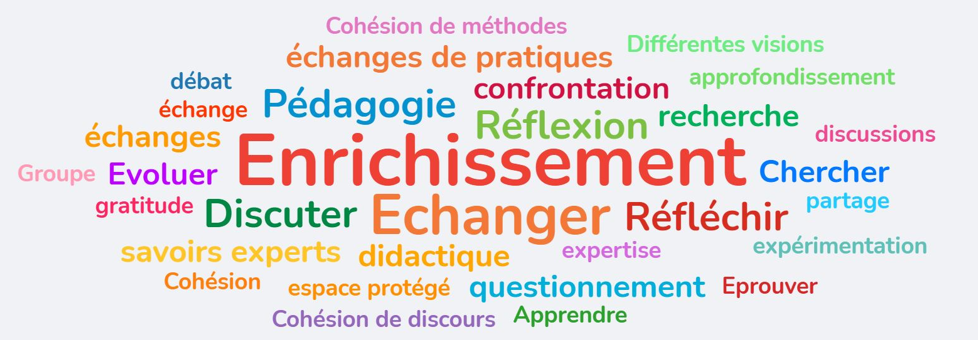 Cohésion de méthodes
échanges de pratiques
Différentes visions
débat
confrontation
approfondissement
échange
Pédagogie
Réflexion
recherche
échanges
discussions
Enrichissement
Groupe
Evoluer
Chercher
gratitude
Discuter
Echanger
Réfléchir
partage
savoirs experts
didactique
expertise
expérimentation
Cohésion
espace protégé
questionnement
Eprouver
Cohésion de discours
Apprendre